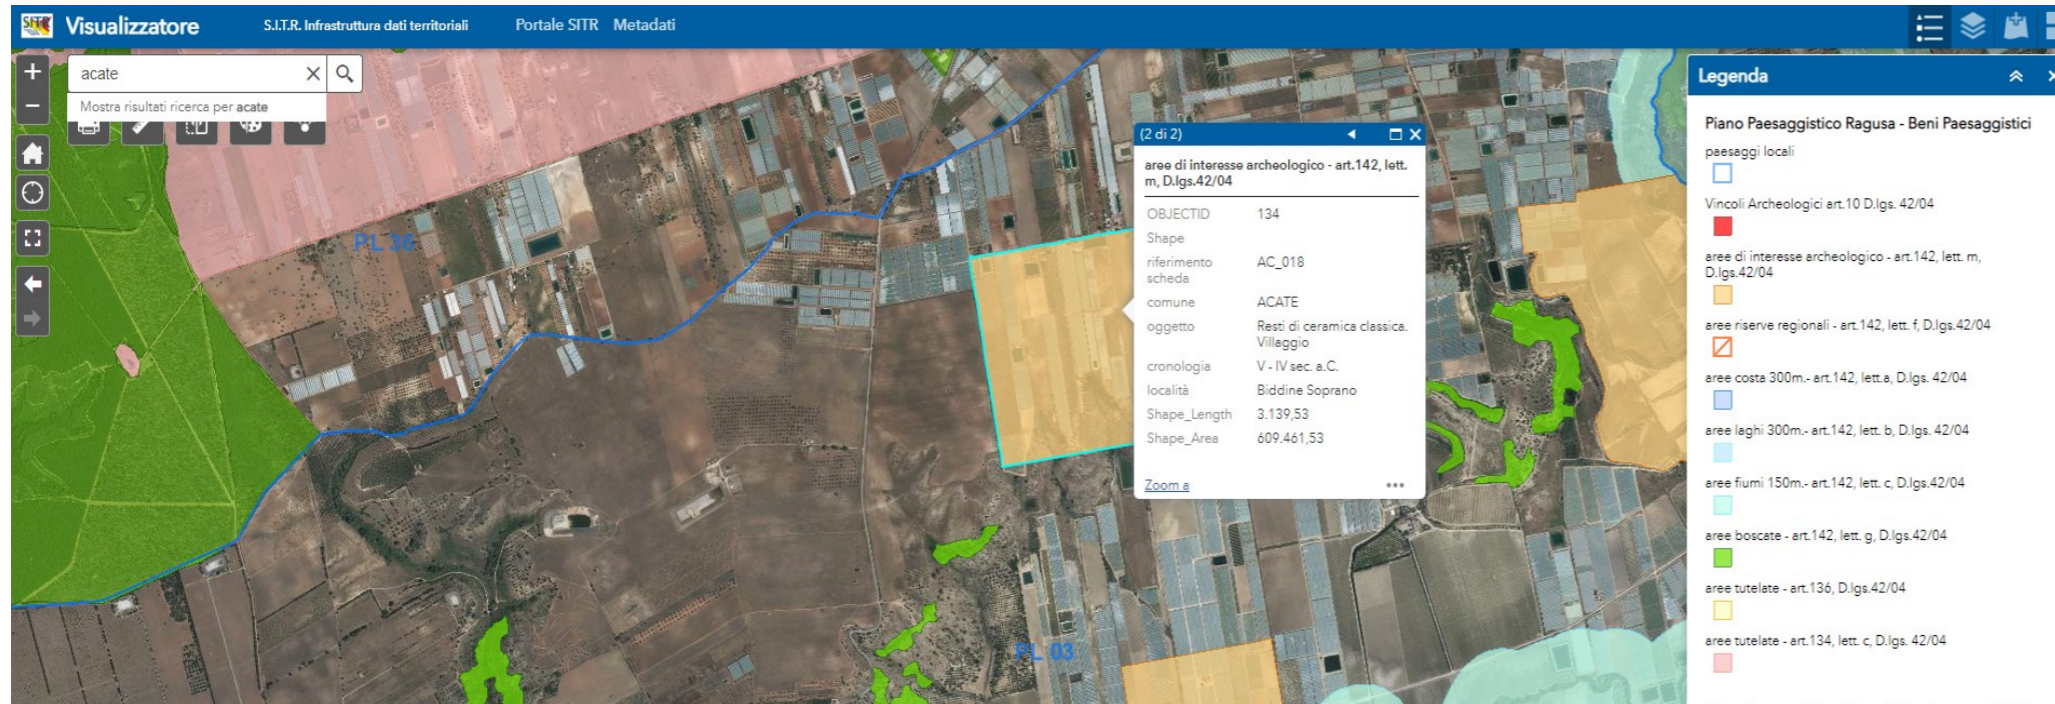 SITR Visualizzatore S.I.T.R. Infrastruttura dati territoriali Portale SITR Metadati
acate
Mostra risultati ricerca per acate
PL 36
PL 03
(2 di 2)
aree di interesse archeologico - art.142, lett.
m, D.lgs.42/04
OBJECTID 134
Shape
riferimento AC_018
scheda
comune ACATE
oggetto Resti di ceramica classica.
Villaggio
cronologia V - IV sec. a.C.
località Biddine Soprano
Shape_Length 3.139,53
Shape_Area 609.461,53
Zoom a
Legenda
Piano Paesaggistico Ragusa - Beni Paesaggistici
paesaggi locali
Vincoli Archeologici art.10 D.lgs. 42/04
aree di interesse archeologico - art.142, lett. m,
D.lgs.42/04
aree riserve regionali - art.142, lett. f, D.lgs.42/04
aree costa 300m.- art.142, lett.a, D.lgs. 42/04
aree laghi 300m.- art.142, lett. b, D.lgs. 42/04
aree fiumi 150m.- art.142, lett. c, D.lgs.42/04
aree boscate - art.142, lett. g, D.lgs.42/04
aree tutelate - art.136, D.lgs.42/04
aree tutelate - art.134, lett. c, D.lgs. 42/04